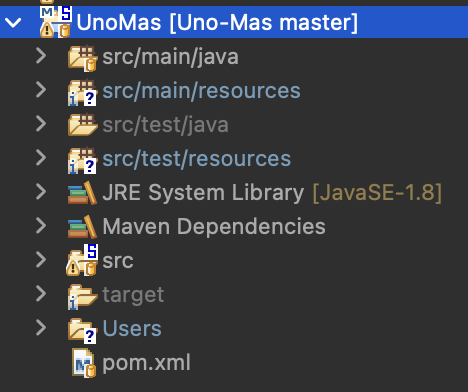 UnoMas [Uno-Mas master]
src/main/java
src/main/resources
src/test/java
src/test/resources
JRE System Library [JavaSE-1.8]
Maven Dependencies
src
target
Users
pom.xml